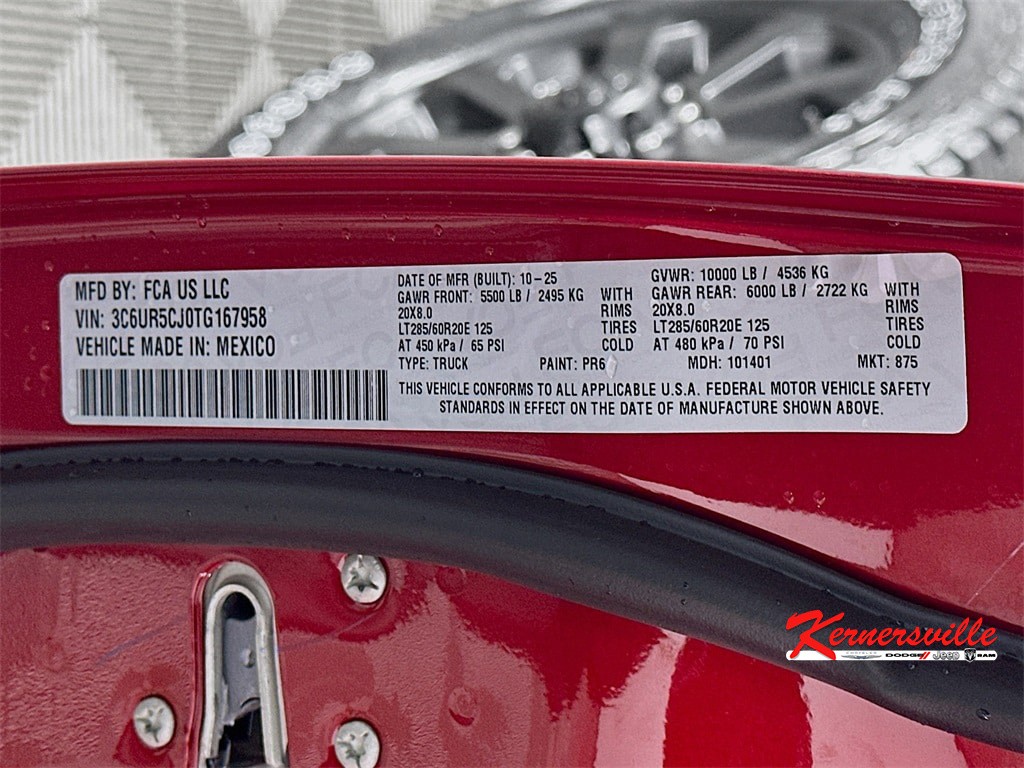 MFD BY: FCA US LLC
VIN: 3C6UR5CJ0TG167958
VEHICLE MADE IN: MEXICO
DATE OF MFR (BUILT): 10-25
GAWR FRONT: 5500 LB / 2495 KG WITH
20X8.0 RIMS
LT285/60R20E 125 TIRES
AT 450 kPa / 65 PSI COLD
GVWR: 10000 LB / 4536 KG
GAWR REAR: 6000 LB / 2722 KG WITH
20X8.0 RIMS
LT285/60R20E 125 TIRES
AT 480 kPa / 70 PSI COLD
TYPE: TRUCK PAINT: PR6 MDH: 101401 MKT: 875
THIS VEHICLE CONFORMS TO ALL APPLICABLE U.S.A. FEDERAL MOTOR VEHICLE SAFETY
STANDARDS IN EFFECT ON THE DATE OF MANUFACTURE SHOWN ABOVE.
Kernersville
CHRYSLER DODGE Jeep RAM